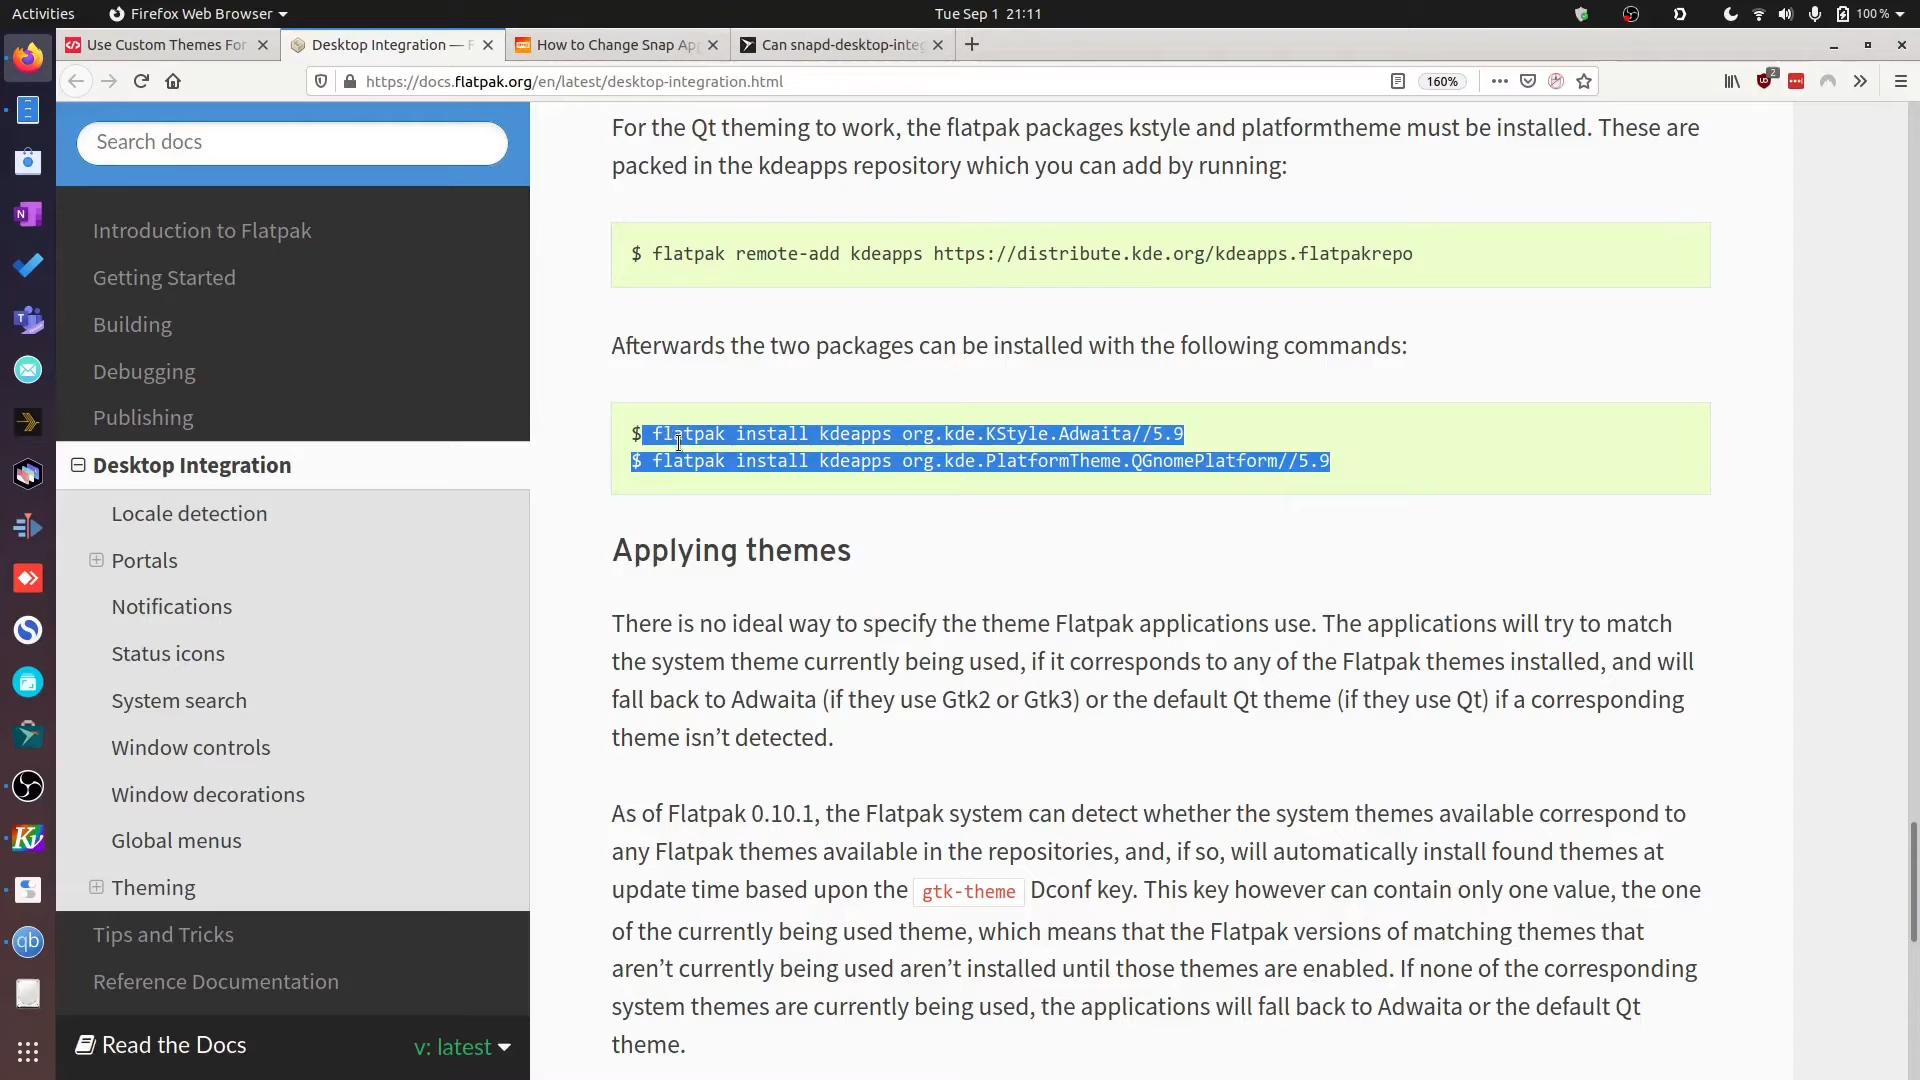 Activities
Firefox Web Browser
Tue Sep 1 21:11
100 %
Use Custom Themes For
Desktop Integration — F
How to Change Snap Ap
Can snapd-desktop-inte
https://docs.flatpak.org/en/latest/desktop-integration.html
160%
2
Search docs
Introduction to Flatpak
Getting Started
Building
Debugging
Publishing
Desktop Integration
Locale detection
Portals
Notifications
Status icons
System search
Window controls
Window decorations
Global menus
Theming
Tips and Tricks
Reference Documentation
Read the Docs
v: latest
For the Qt theming to work, the flatpak packages kstyle and platformtheme must be installed. These are
packed in the kdeapps repository which you can add by running:
$ flatpak remote-add kdeapps https://distribute.kde.org/kdeapps.flatpakrepo
Afterwards the two packages can be installed with the following commands:
$ flatpak install kdeapps org.kde.KStyle.Adwaita//5.9
$ flatpak install kdeapps org.kde.PlatformTheme.QGnomePlatform//5.9
Applying themes
There is no ideal way to specify the theme Flatpak applications use. The applications will try to match
the system theme currently being used, if it corresponds to any of the Flatpak themes installed, and will
fall back to Adwaita (if they use Gtk2 or Gtk3) or the default Qt theme (if they use Qt) if a corresponding
theme isn’t detected.
As of Flatpak 0.10.1, the Flatpak system can detect whether the system themes available correspond to
any Flatpak themes available in the repositories, and, if so, will automatically install found themes at
update time based upon the gtk-theme Dconf key. This key however can contain only one value, the one
of the currently being used theme, which means that the Flatpak versions of matching themes that
aren’t currently being used aren’t installed until those themes are enabled. If none of the corresponding
system themes are currently being used, the applications will fall back to Adwaita or the default Qt
theme.
N
T
Kv
qb